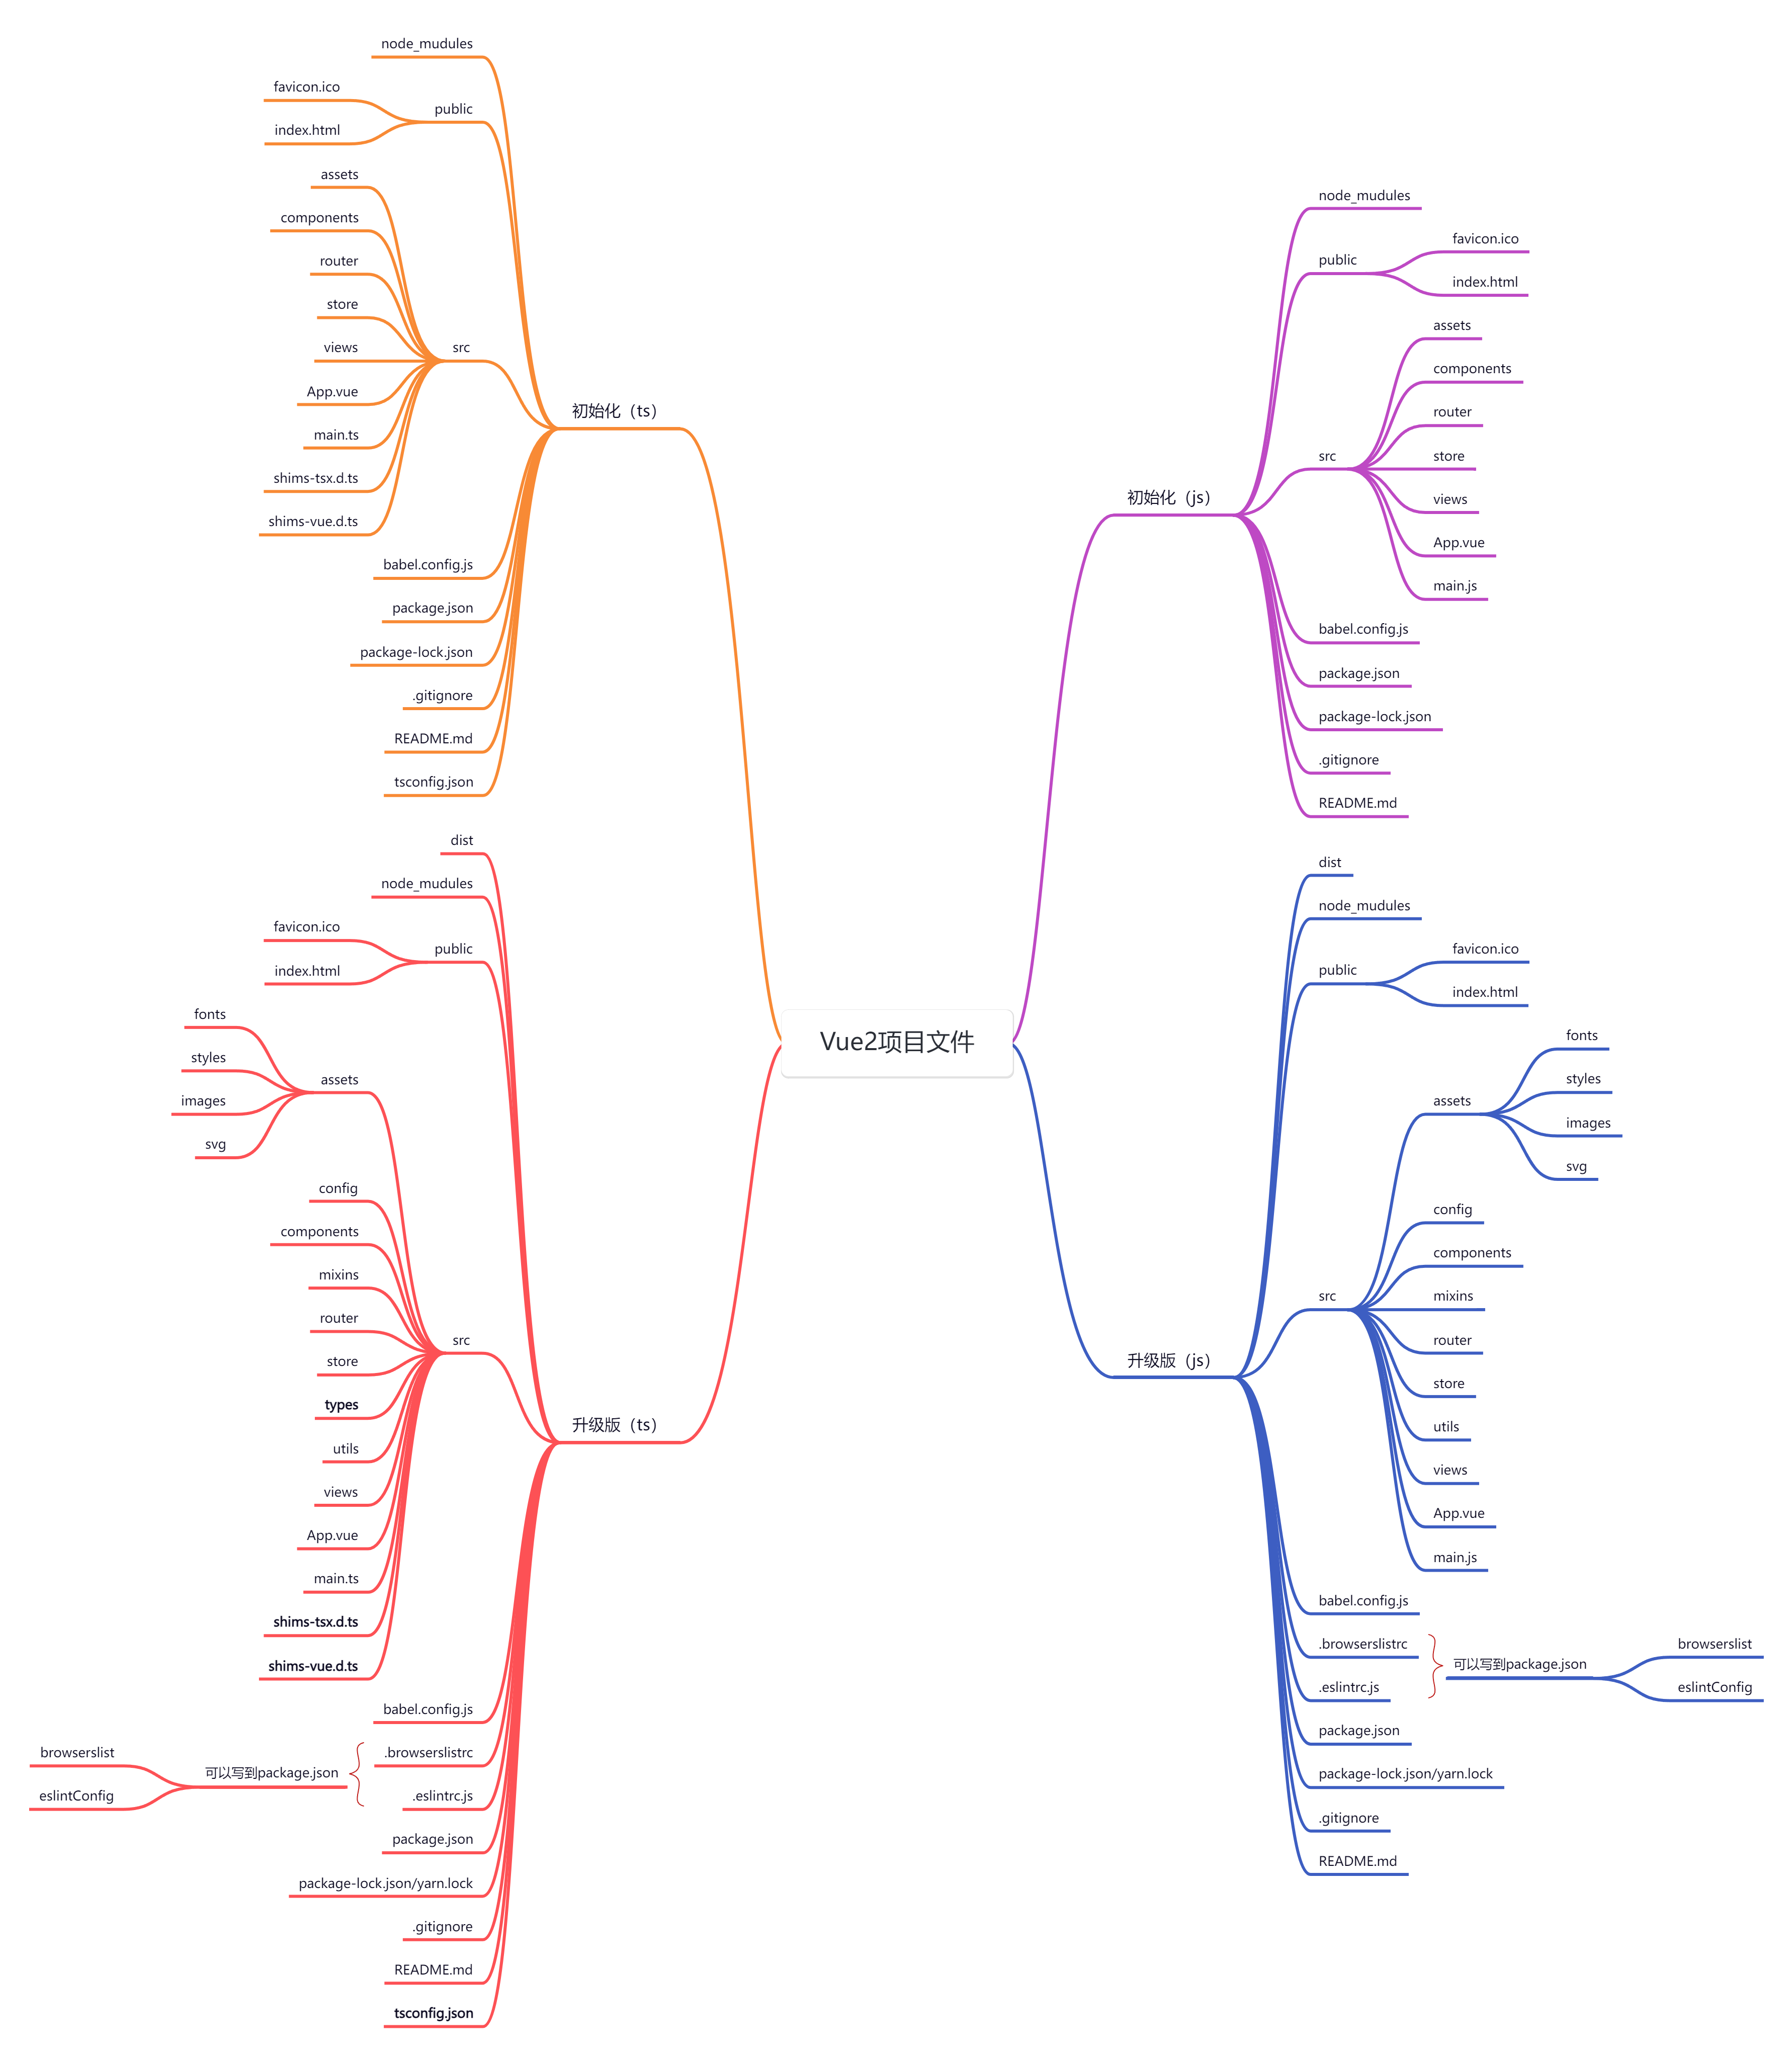 Vue2项目文件
初始化（js）
node_mudules
public
favicon.ico
index.html
src
assets
components
router
store
views
App.vue
main.js
babel.config.js
package.json
package-lock.json
.gitignore
README.md
升级版（js）
dist
node_mudules
public
favicon.ico
index.html
src
assets
fonts
styles
images
svg
config
components
mixins
router
store
utils
views
App.vue
main.js
babel.config.js
.browserslistrc
.eslintrc.js
可以写到package.json
browserslist
eslintConfig
package.json
package-lock.json/yarn.lock
.gitignore
README.md
初始化（ts）
node_mudules
public
favicon.ico
index.html
src
assets
components
router
store
views
App.vue
main.ts
shims-tsx.d.ts
shims-vue.d.ts
babel.config.js
package.json
package-lock.json
.gitignore
README.md
tsconfig.json
升级版（ts）
dist
node_mudules
public
favicon.ico
index.html
src
assets
fonts
styles
images
svg
config
components
mixins
router
store
types
utils
views
App.vue
main.ts
shims-tsx.d.ts
shims-vue.d.ts
babel.config.js
.browserslistrc
.eslintrc.js
可以写到package.json
browserslist
eslintConfig
package.json
package-lock.json/yarn.lock
.gitignore
README.md
tsconfig.json